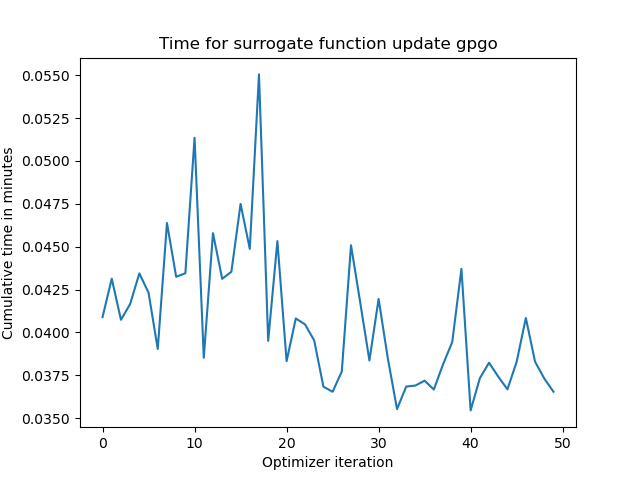 Time for surrogate function update gpgo
0.0550
0.0525
0.0500
0.0475
0.0450
0.0425
0.0400
0.0375
0.0350
Cumulative time in minutes
0 10 20 30 40 50
Optimizer iteration